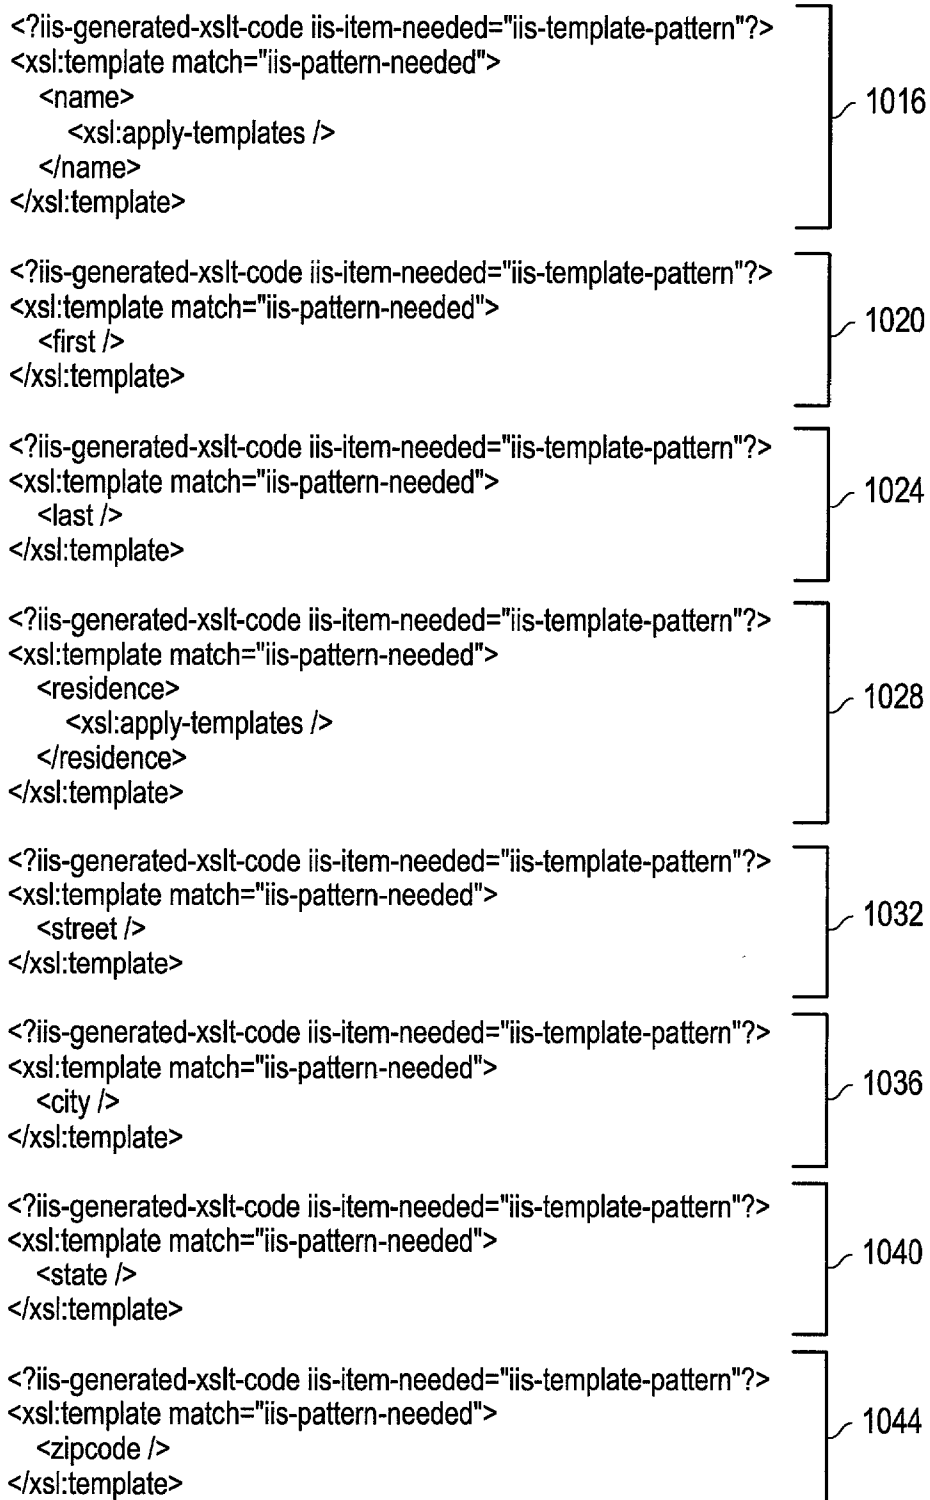 <?iis-generated-xslt-code iis-item-needed="iis-template-pattern"?>
<xsl:template match="iis-pattern-needed">
<name>
<xsl:apply-templates />
</name>
</xsl:template>
1016
<?iis-generated-xslt-code iis-item-needed="iis-template-pattern"?>
<xsl:template match="iis-pattern-needed">
<first />
</xsl:template>
1020
<?iis-generated-xslt-code iis-item-needed="iis-template-pattern"?>
<xsl:template match="iis-pattern-needed">
<last />
</xsl:template>
1024
<?iis-generated-xslt-code iis-item-needed="iis-template-pattern"?>
<xsl:template match="iis-pattern-needed">
<residence>
<xsl:apply-templates />
</residence>
</xsl:template>
1028
<?iis-generated-xslt-code iis-item-needed="iis-template-pattern"?>
<xsl:template match="iis-pattern-needed">
<street />
</xsl:template>
1032
<?iis-generated-xslt-code iis-item-needed="iis-template-pattern"?>
<xsl:template match="iis-pattern-needed">
<city />
</xsl:template>
1036
<?iis-generated-xslt-code iis-item-needed="iis-template-pattern"?>
<xsl:template match="iis-pattern-needed">
<state />
</xsl:template>
1040
<?iis-generated-xslt-code iis-item-needed="iis-template-pattern"?>
<xsl:template match="iis-pattern-needed">
<zipcode />
</xsl:template>
1044